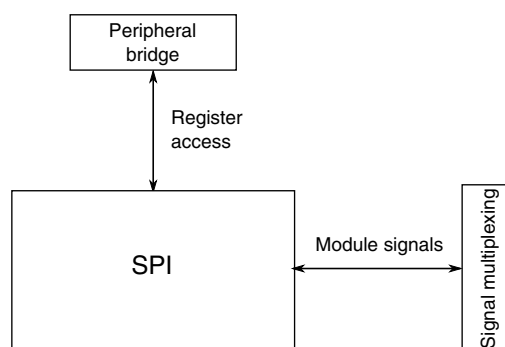 Peripheral
bridge
Register
access
SPI
Module signals
Signal multiplexing